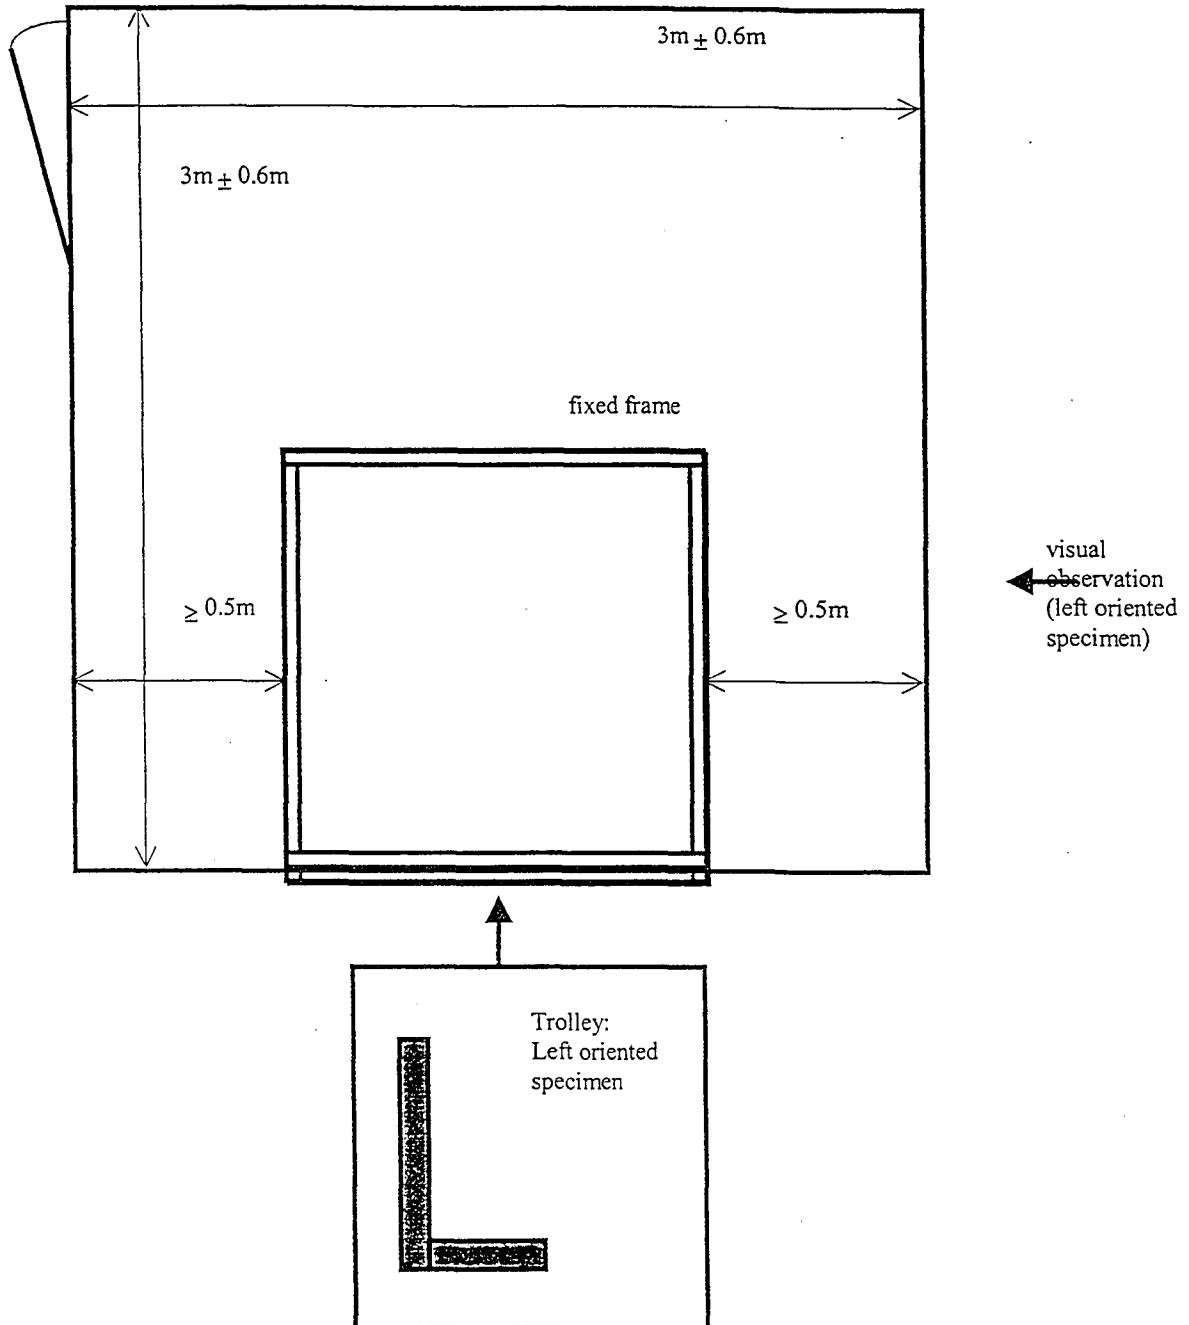 3m ± 0.6m
3m ± 0.6m
fixed frame
visual
observation
(left oriented
specimen)
≥ 0.5m
≥ 0.5m
Trolley:
Left oriented
specimen